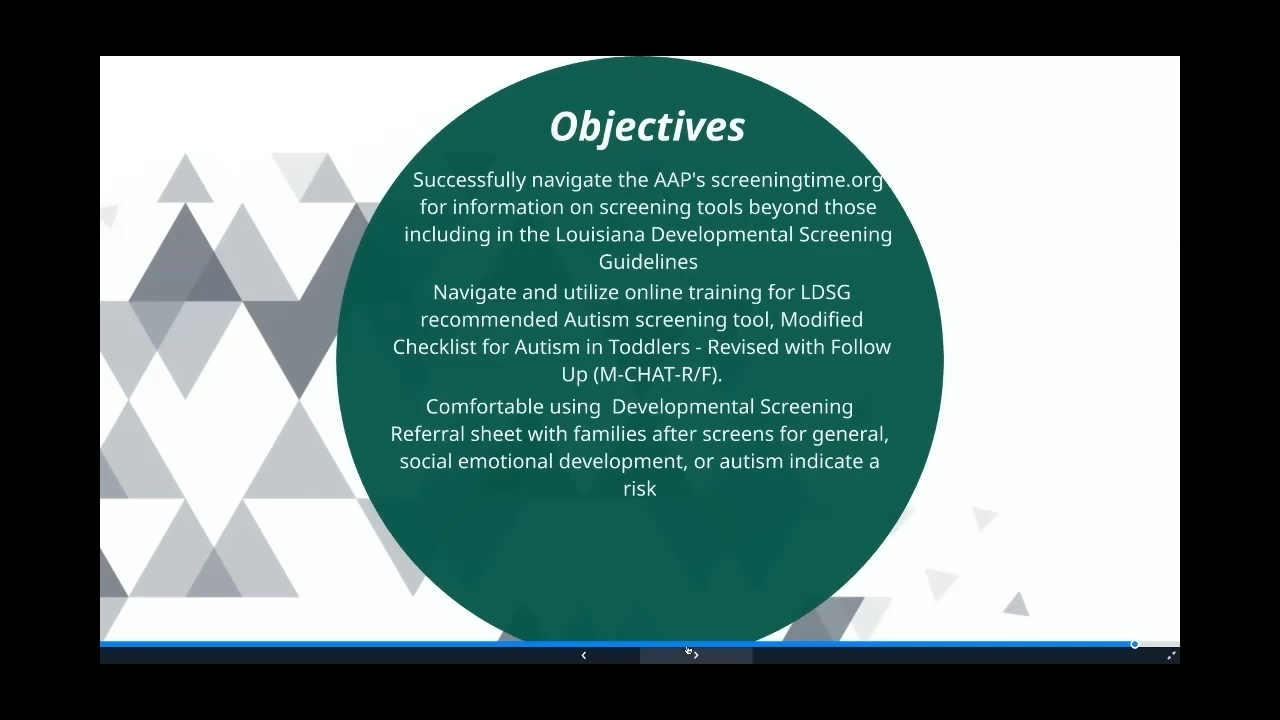 Objectives
Successfully navigate the AAP's screeningtime.org
for information on screening tools beyond those
including in the Louisiana Developmental Screening
Guidelines
Navigate and utilize online training for LDSG
recommended Autism screening tool, Modified
Checklist for Autism in Toddlers - Revised with Follow
Up (M-CHAT-R/F).
Comfortable using  Developmental Screening
Referral sheet with families after screens for general,
social emotional development, or autism indicate a
risk